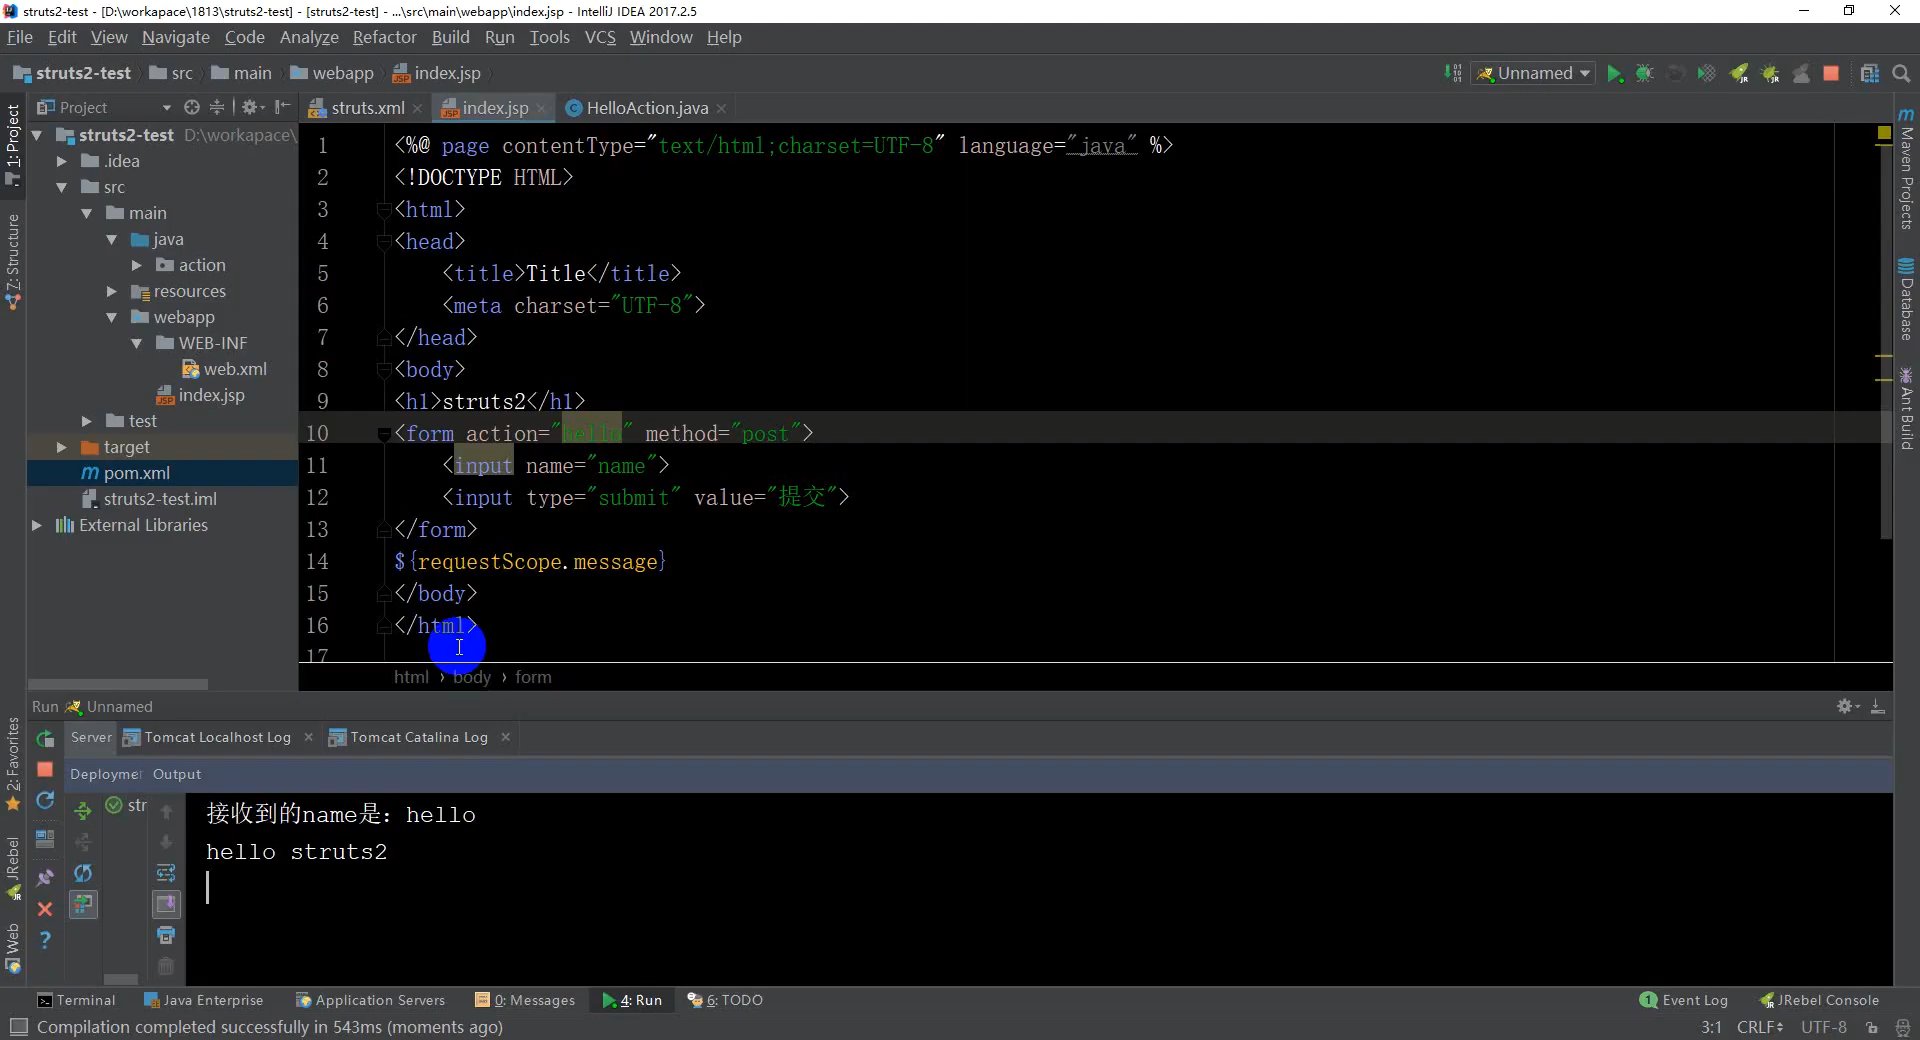 struts2-test - [D:\workapace\1813\struts2-test] - [struts2-test] - ...\src\main\webapp\index.jsp - IntelliJ IDEA 2017.2.5
File Edit View Navigate Code Analyze Refactor Build Run Tools VCS Window Help
struts2-test src main webapp index.jsp Unnamed
Project struts.xml index.jsp HelloAction.java
1: Project
Z: Structure
2: Favorites
JRebel
Web
struts2-test D:\workapace\
.idea
src
main
java
action
resources
webapp
WEB-INF
web.xml
index.jsp
test
target
pom.xml
struts2-test.iml
External Libraries
1 <%@ page contentType="text/html;charset=UTF-8" language="java" %>
2 <!DOCTYPE HTML>
3 <html>
4 <head>
5 <title>Title</title>
6 <meta charset="UTF-8">
7 </head>
8 <body>
9 <h1>struts2</h1>
10 <form action="hello" method="post">
11 <input name="name">
12 <input type="submit" value="提交">
13 </form>
14 ${requestScope.message}
15 </body>
16 </html>
17
html › body › form
Maven Projects
Database
Ant Build
Run Unnamed
Server Tomcat Localhost Log Tomcat Catalina Log
Deployme Output
str
接收到的name是：hello
hello struts2
Terminal Java Enterprise Application Servers 0: Messages 4: Run 6: TODO 1 Event Log JRebel Console
Compilation completed successfully in 543ms (moments ago) 3:1 CRLF UTF-8